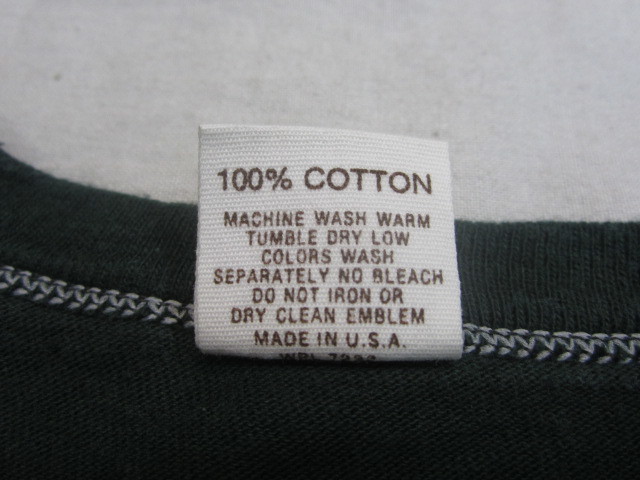 100% COTTON
MACHINE WASH WARM
TUMBLE DRY LOW
COLORS WASH
SEPARATELY NO BLEACH
DO NOT IRON OR
DRY CLEAN EMBLEM
MADE IN U.S.A.